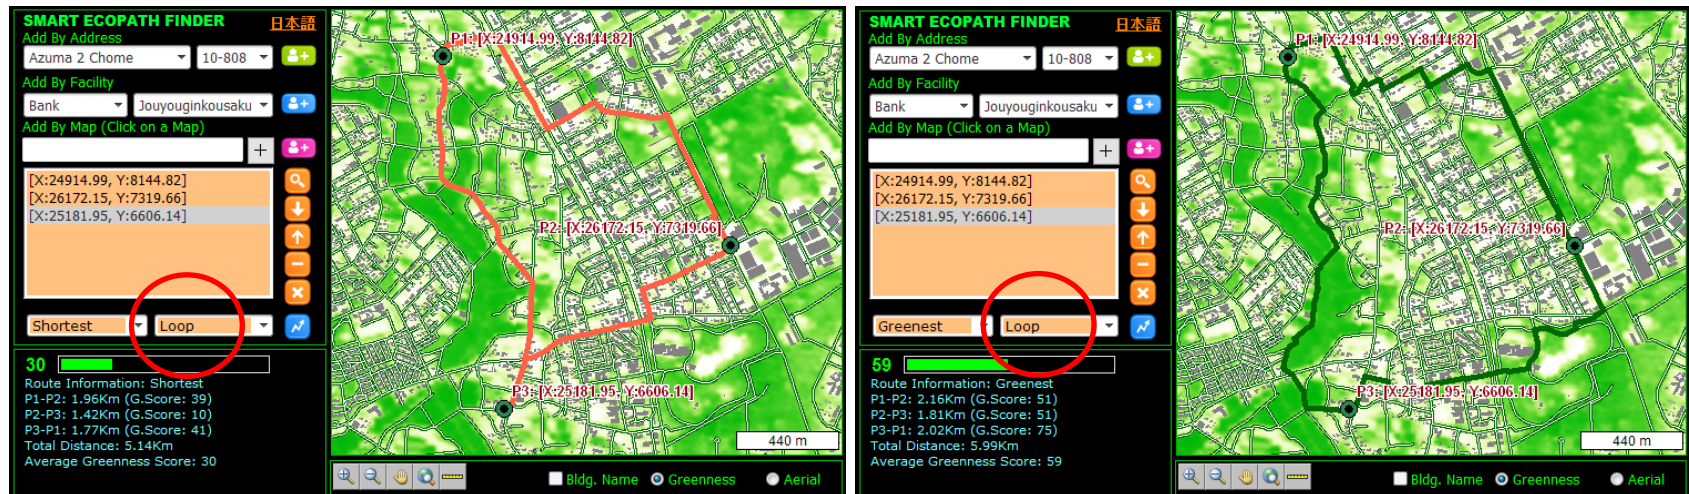 SMART ECOPATH FINDER
日本語
Add By Address
Azuma 2 Chome
10-808
Add By Facility
Bank
Jouyouginkousaku
Add By Map (Click on a Map)
[X:24914.99, Y:8144.82]
[X:26172.15, Y:7319.66]
[X:25181.95, Y:6606.14]
Shortest
Loop
30
Route Information: Shortest
P1-P2: 1.96Km (G.Score: 39)
P2-P3: 1.42Km (G.Score: 10)
P3-P1: 1.77Km (G.Score: 41)
Total Distance: 5.14Km
Average Greenness Score: 30
P1: [X:24914.99, Y:8144.82]
P2: [X:26172.15, Y:7319.66]
P3: [X:25181.95, Y:6606.14]
440 m
Bldg. Name
Greenness
Aerial
SMART ECOPATH FINDER
日本語
Add By Address
Azuma 2 Chome
10-808
Add By Facility
Bank
Jouyouginkousaku
Add By Map (Click on a Map)
[X:24914.99, Y:8144.82]
[X:26172.15, Y:7319.66]
[X:25181.95, Y:6606.14]
Greenest
Loop
59
Route Information: Greenest
P1-P2: 2.16Km (G.Score: 51)
P2-P3: 1.81Km (G.Score: 51)
P3-P1: 2.02Km (G.Score: 75)
Total Distance: 5.99Km
Average Greenness Score: 59
P1: [X:24914.99, Y:8144.82]
P2: [X:26172.15, Y:7319.66]
P3: [X:25181.95, Y:6606.14]
440 m
Bldg. Name
Greenness
Aerial